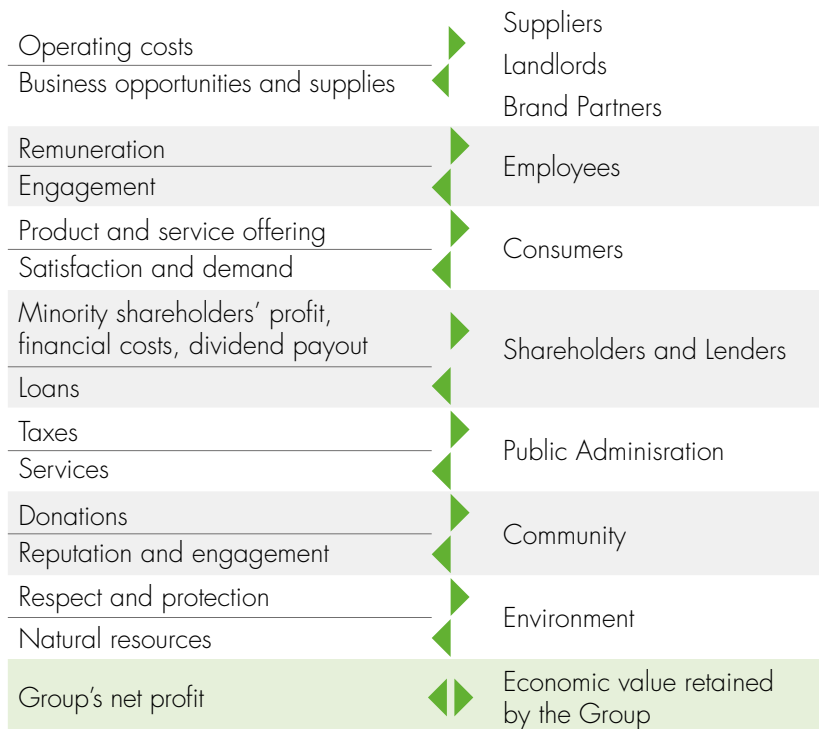 Operating costs
Business opportunities and supplies
Suppliers
Landlords
Brand Partners
Remuneration
Engagement
Employees
Product and service offering
Satisfaction and demand
Consumers
Minority shareholders’ profit,
financial costs, dividend payout
Loans
Shareholders and Lenders
Taxes
Services
Public Adminisration
Donations
Reputation and engagement
Community
Respect and protection
Natural resources
Environment
Group’s net profit
Economic value retained
by the Group